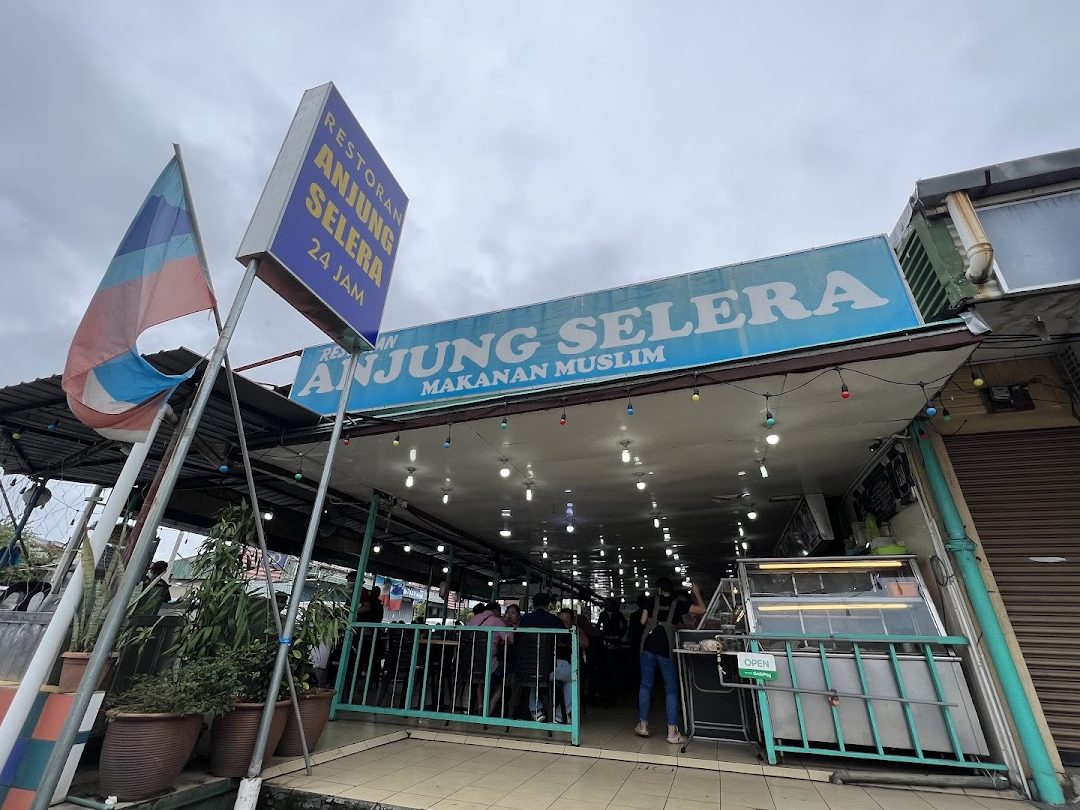 RESTORAN
ANJUNG
SELERA
24 JAM
ANJUNG SELERA
MAKANAN MUSLIM
OPEN